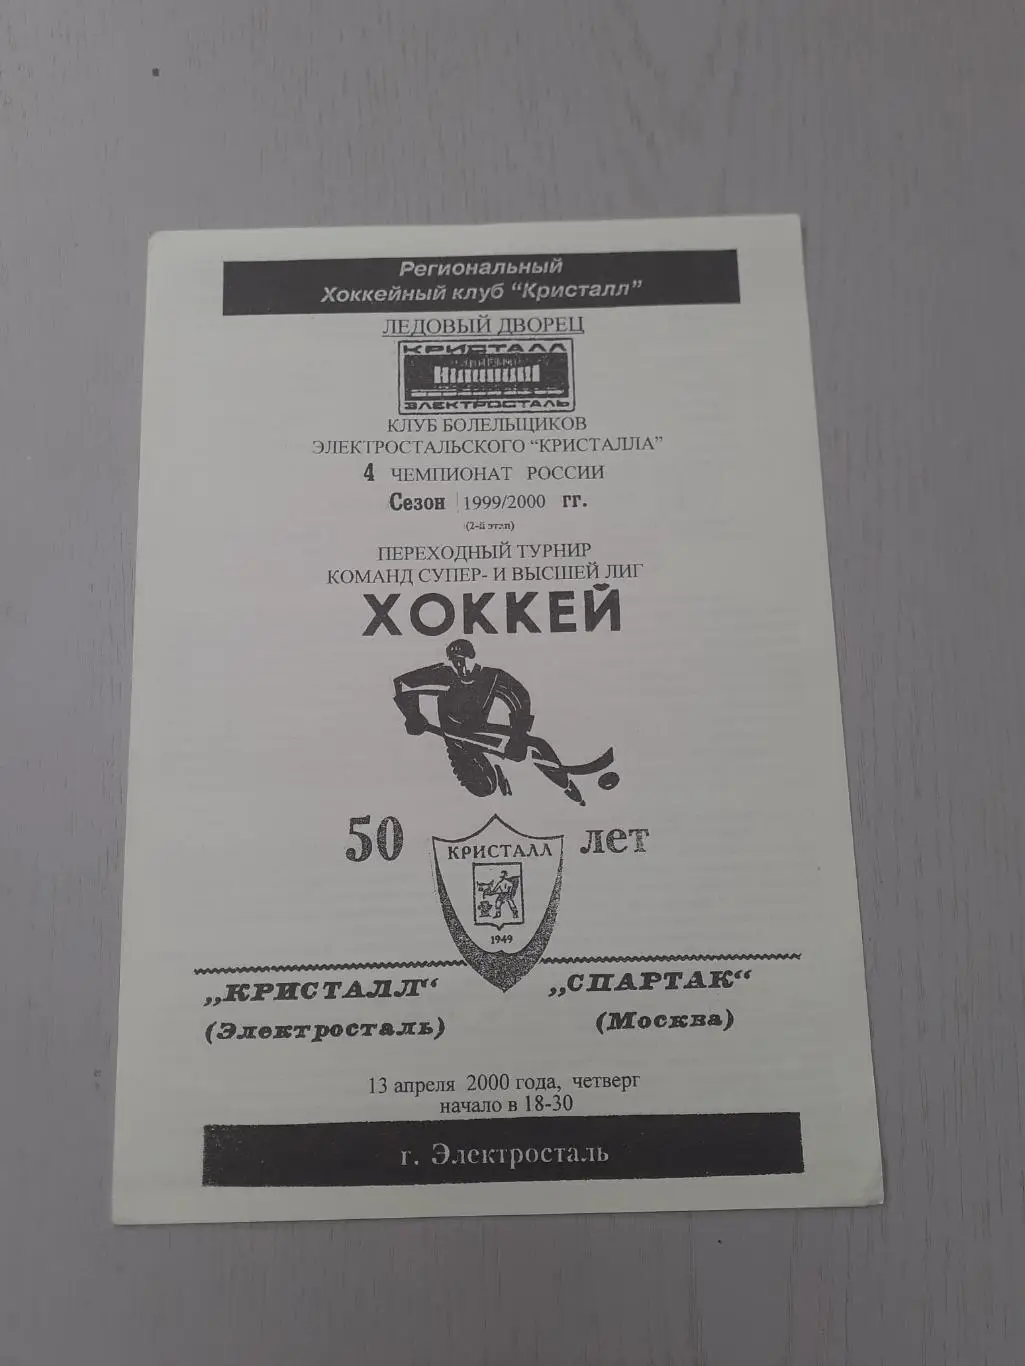 Региональный
Хоккейный клуб "Кристалл"
ЛЕДОВЫЙ ДВОРЕЦ
КРИСТАЛЛ
ЭЛЕКТРОСТАЛЬ
КЛУБ БОЛЕЛЬЩИКОВ
ЭЛЕКТРОСТАЛЬСКОГО "КРИСТАЛЛА"
4 ЧЕМПИОНАТ РОССИИ
Сезон 1999/2000 гг.
(2-й этап)
ПЕРЕХОДНЫЙ ТУРНИР
КОМАНД СУПЕР- И ВЫСШЕЙ ЛИГ
ХОККЕЙ
50 лет
КРИСТАЛЛ
1949
„КРИСТАЛЛ“ „СПАРТАК“
(Электросталь) (Москва)
13 апреля 2000 года, четверг
начало в 18-30
г. Электросталь